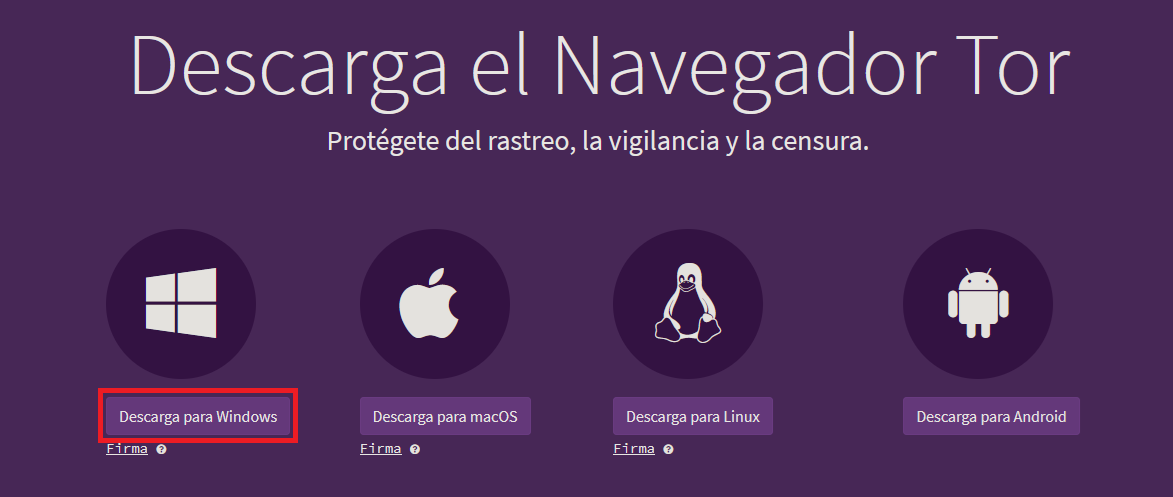 Descarga el Navegador Tor
Protégete del rastreo, la vigilancia y la censura.
Descarga para Windows
Firma ?
Descarga para macOS
Firma ?
Descarga para Linux
Firma ?
Descarga para Android